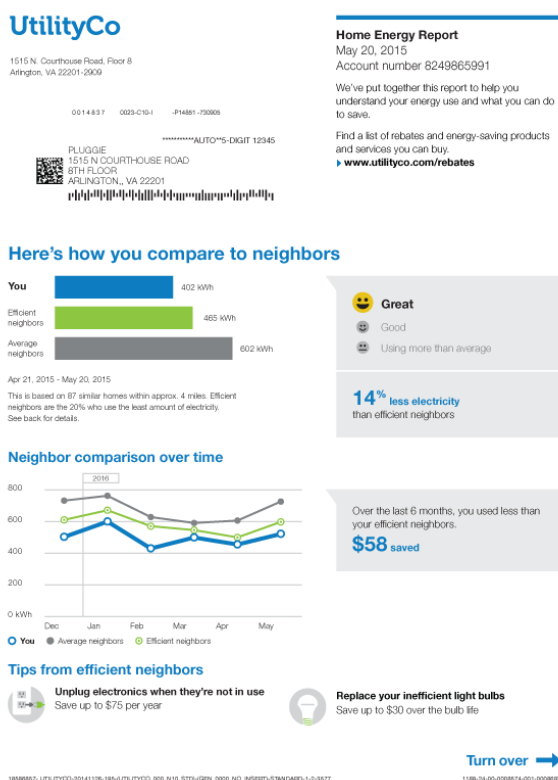 UtilityCo
1515 N. Courthouse Road, Floor 8
Arlington, VA 22201-2909
Home Energy Report
May 20, 2015
Account number 8249865991
We've put together this report to help you
understand your energy use and what you can do
to save.
Find a list of rebates and energy-saving products
and services you can buy.
www.utilityco.com/rebates
0014837 0023-C10-I -P14881-730905
***********AUTO**5-DIGIT 12345
PLUGGIE
1515 N COURTHOUSE ROAD
8TH FLOOR
ARLINGTON,, VA 22201
Here's how you compare to neighbors
You 402 kWh
Efficient
neighbors 465 kWh
Average
neighbors 602 kWh
Apr 21, 2015 - May 20, 2015
This is based on 87 similar homes within approx. 4 miles. Efficient
neighbors are the 20% who use the least amount of electricity.
See back for details.
Great
Good
Using more than average
14% less electricity
than efficient neighbors
Neighbor comparison over time
2016
800
600
400
200
0 kWh
Dec Jan Feb Mar Apr May
You Average neighbors Efficient neighbors
Over the last 6 months, you used less than
your efficient neighbors.
$58 saved
Tips from efficient neighbors
Unplug electronics when they're not in use
Save up to $75 per year
Replace your inefficient light bulbs
Save up to $30 over the bulb life
Turn over